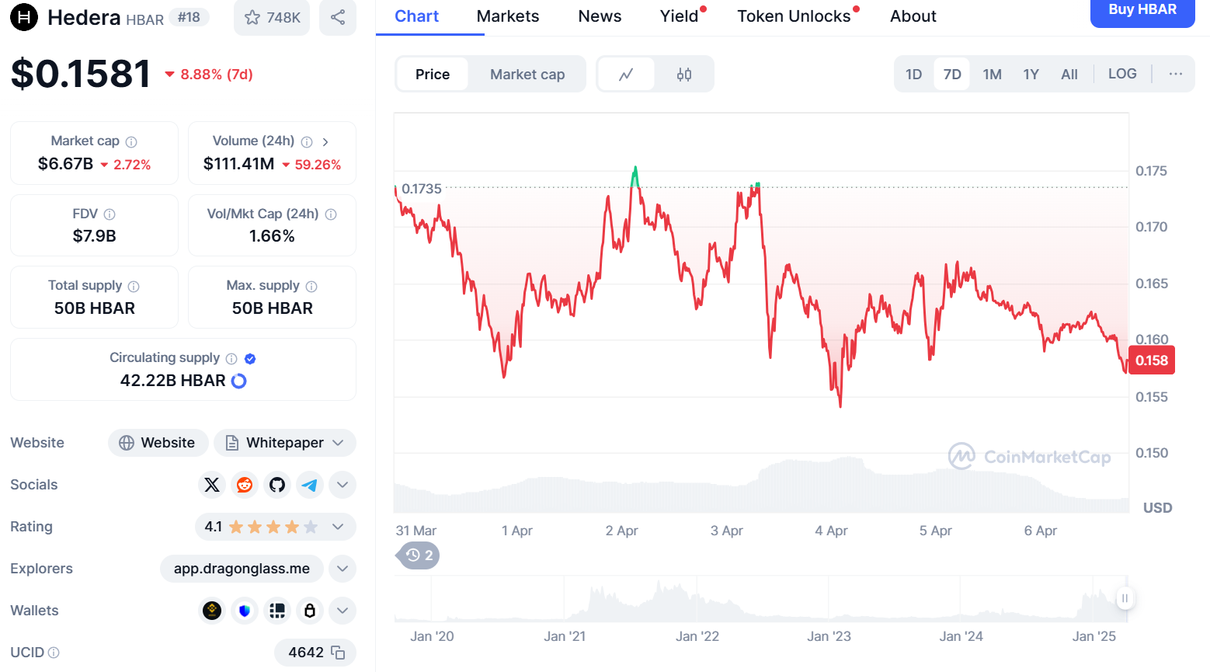 Hedera HBAR #18 748K
$0.1581 8.88% (7d)
Market cap
$6.67B 2.72%
Volume (24h)
$111.41M 59.26%
FDV
$7.9B
Vol/Mkt Cap (24h)
1.66%
Total supply
50B HBAR
Max. supply
50B HBAR
Circulating supply
42.22B HBAR
Website Website Whitepaper
Socials
Rating 4.1
Explorers app.dragonglass.me
Wallets
UCID 4642
Chart Markets News Yield Token Unlocks About Buy HBAR
Price Market cap 1D 7D 1M 1Y All LOG ...
0.1735
0.175
0.170
0.165
0.160
0.158
0.155
0.150
CoinMarketCap
USD
31 Mar 1 Apr 2 Apr 3 Apr 4 Apr 5 Apr 6 Apr
2
Jan '20 Jan '21 Jan '22 Jan '23 Jan '24 Jan '25